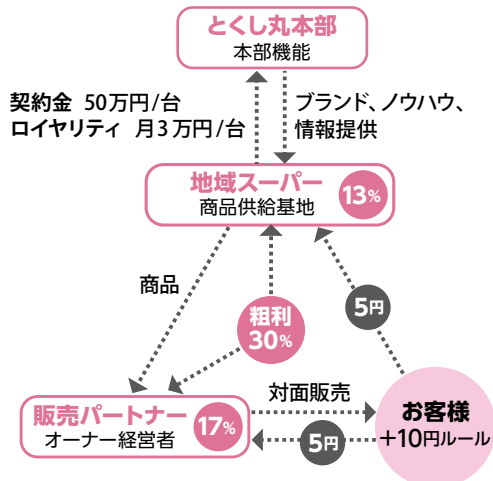 とくし丸本部
本部機能
契約金 50万円/台
ロイヤリティ 月3万円/台
ブランド、ノウハウ、
情報提供
地域スーパー
商品供給基地
13%
商品
粗利
30%
5円
販売パートナー
オーナー経営者
17%
対面販売
5円
お客様
+10円ルール